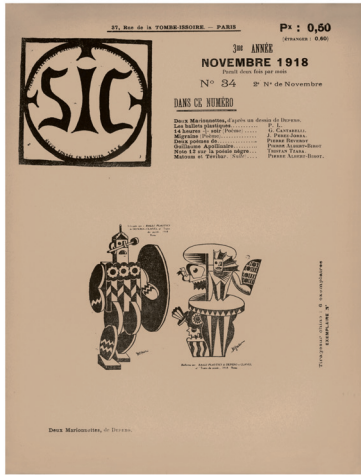 37, Rue de la TOMBE-ISSOIRE. — PARIS
Px : 0,50
(ÉTRANGER : 0.60)
SIC
3ME ANNÉE
NOVEMBRE 1918
Paraît deux fois par mois
N° 34 2e N° de Novembre
DANS CE NUMÉRO
Deux Marionnettes, d'après un dessin de DEPERO.
Les ballets plastiques.......... P. L.
14 heures soir (Poème)...... G. CANTARELLI.
Migraine (Poème)............ J. PEREZ-JORBA.
Deux poèmes de............. PIERRE REVERDY
Guillaume Apollinaire....... PIERRE ALBERT-BIROT
Note 12 sur la poésie nègre... TRISTAN TZARA.
Matoum et Tévibar. (Suite)... PIERRE ALBERT-BIROT.
Deux Marionnettes, de DEPERO.